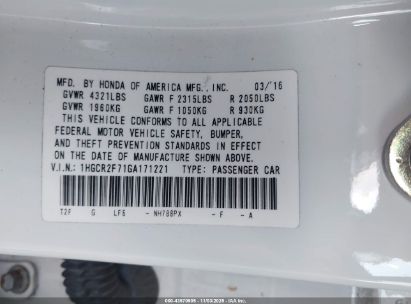 MFD. BY HONDA OF AMERICA MFG., INC. 03/16
GVWR 4321LBS GAWR F 2315LBS R 2050LBS
GVWR 1960KG GAWR F 1050KG R 930KG
THIS VEHICLE CONFORMS TO ALL APPLICABLE
FEDERAL MOTOR VEHICLE SAFETY, BUMPER,
AND THEFT PREVENTION STANDARDS IN EFFECT
ON THE DATE OF MANUFACTURE SHOWN ABOVE.
V.I.N.: 1HGCR2F71GA171221 TYPE: PASSENGER CAR
T2F G LF5 - NH788PX - F - A